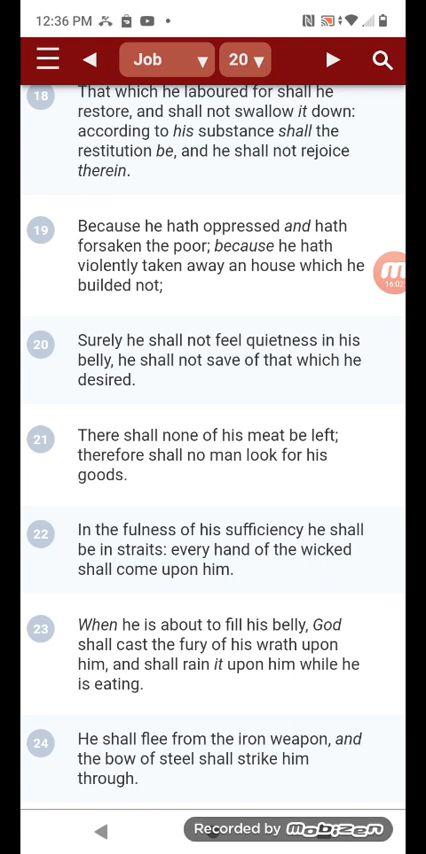 12:36 PM
Job 20
18 That which he laboured for shall he
restore, and shall not swallow it down:
according to his substance shall the
restitution be, and he shall not rejoice
therein.
19 Because he hath oppressed and hath
forsaken the poor; because he hath
violently taken away an house which he
builded not;
m
16:02
20 Surely he shall not feel quietness in his
belly, he shall not save of that which he
desired.
21 There shall none of his meat be left;
therefore shall no man look for his
goods.
22 In the fulness of his sufficiency he shall
be in straits: every hand of the wicked
shall come upon him.
23 When he is about to fill his belly, God
shall cast the fury of his wrath upon
him, and shall rain it upon him while he
is eating.
24 He shall flee from the iron weapon, and
the bow of steel shall strike him
through.
Recorded by mobizen